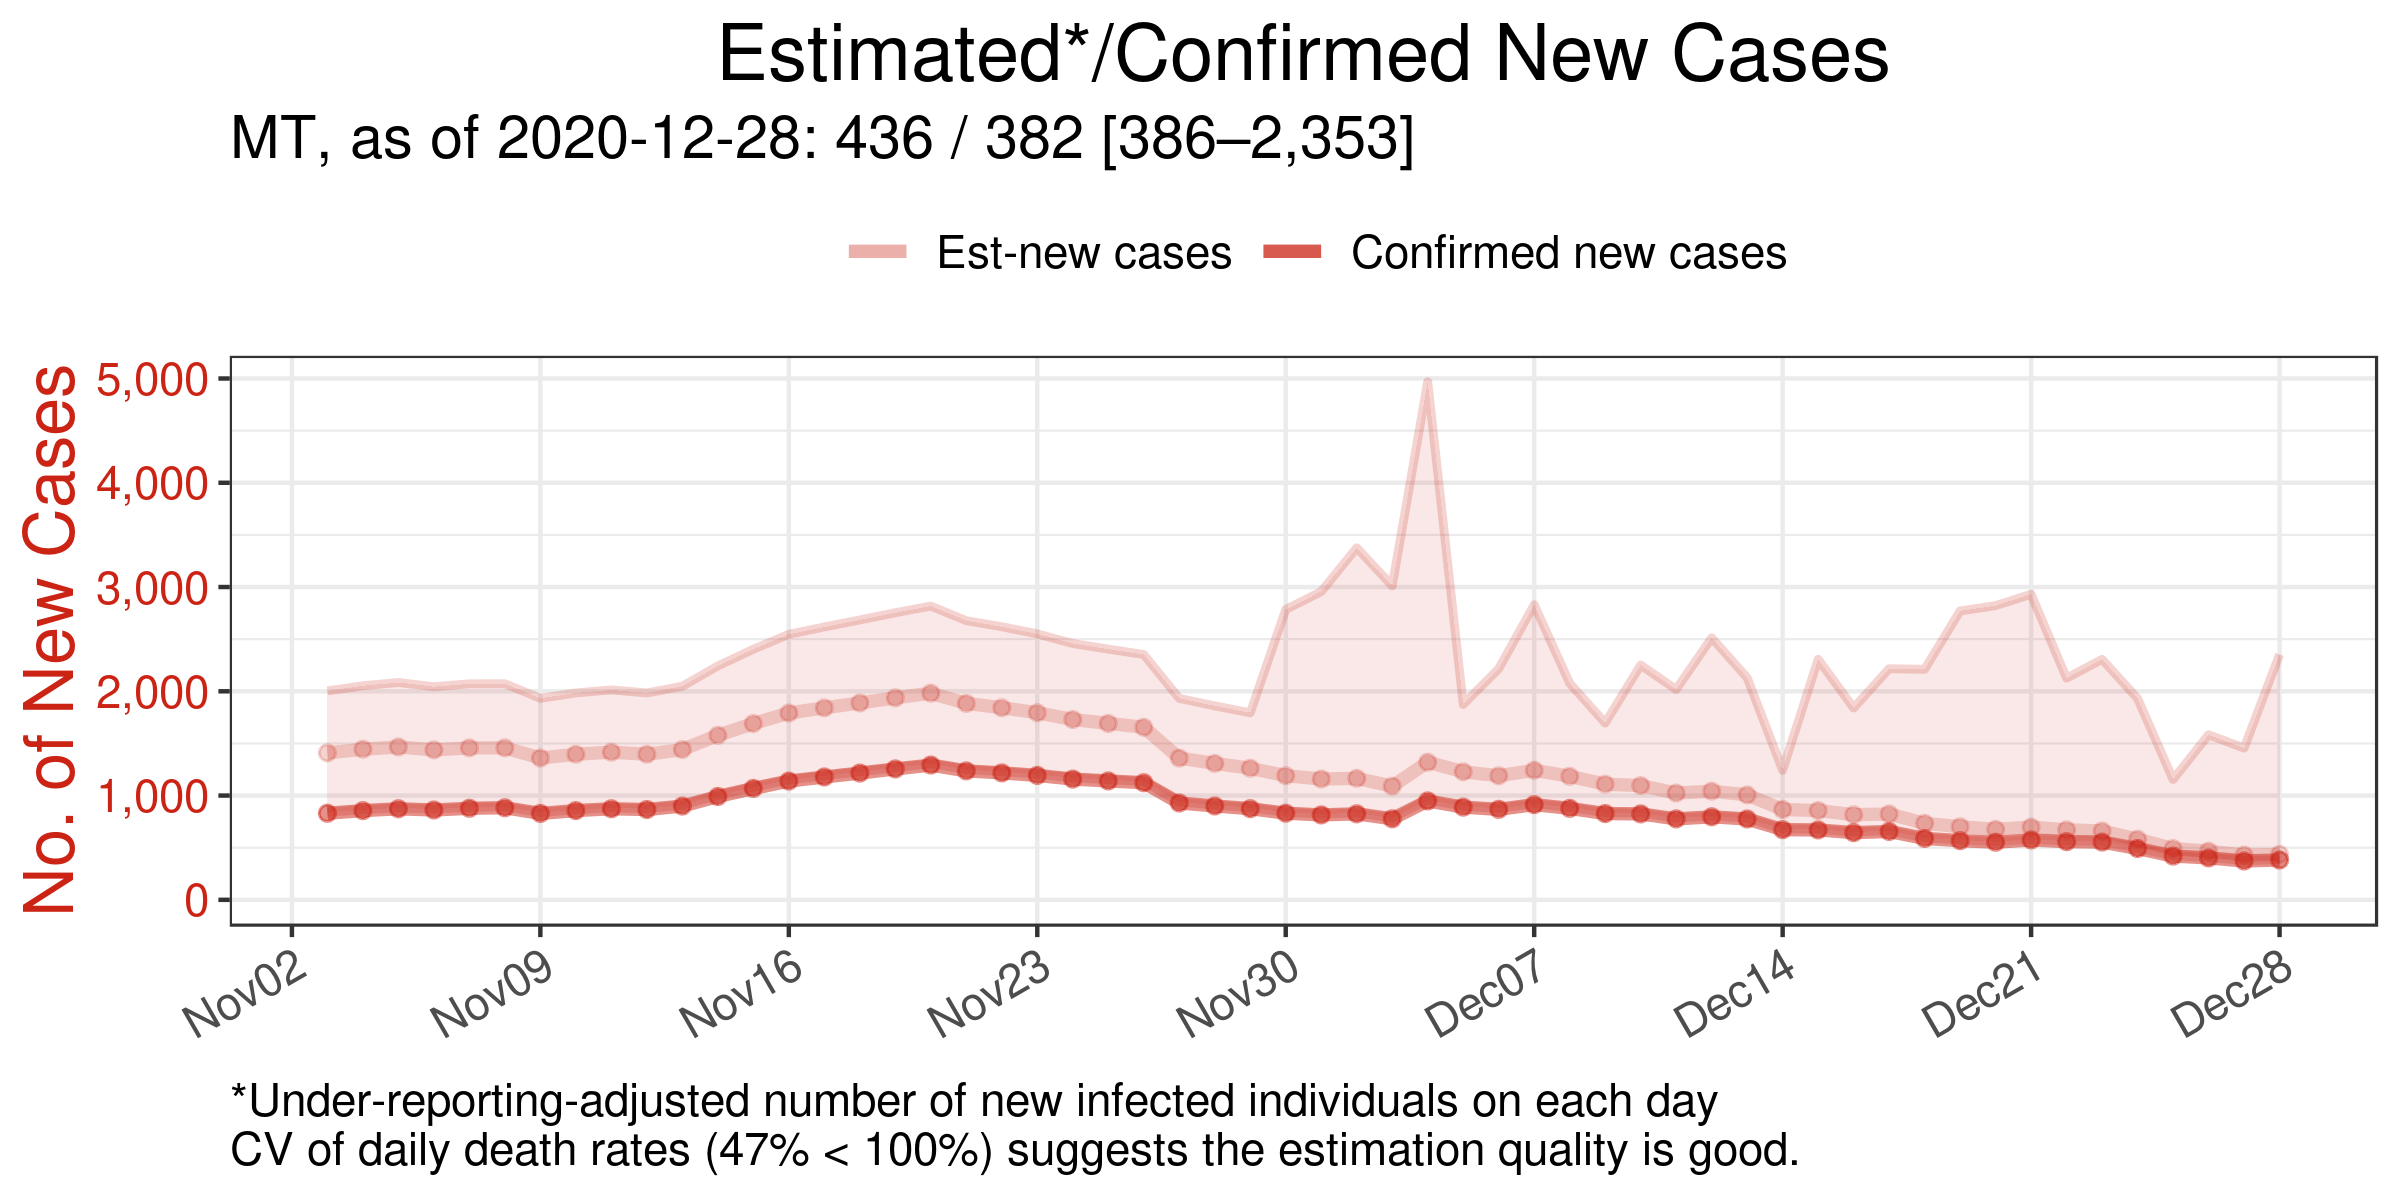 Estimated*/Confirmed New Cases
MT, as of 2020-12-28: 436 / 382 [386–2,353]
Est-new cases
Confirmed new cases
No. of New Cases
5,000
4,000
3,000
2,000
1,000
0
Nov02
Nov09
Nov16
Nov23
Nov30
Dec07
Dec14
Dec21
Dec28
*Under-reporting-adjusted number of new infected individuals on each day
CV of daily death rates (47% < 100%) suggests the estimation quality is good.